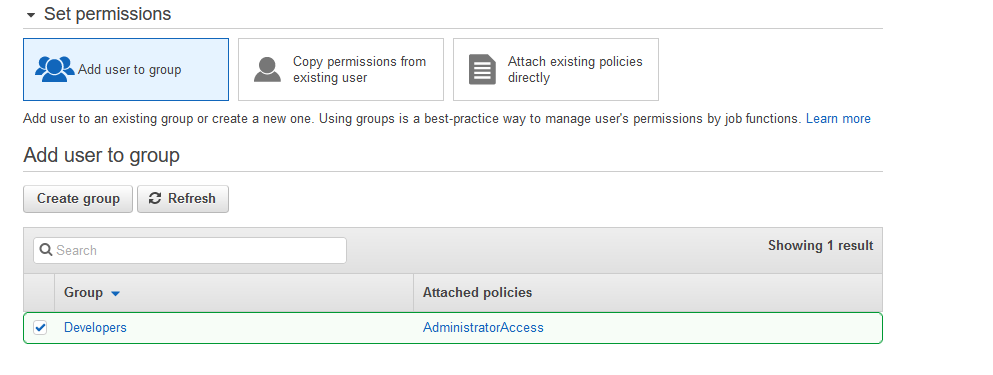 Set permissions
Add user to group
Copy permissions from
existing user
Attach existing policies
directly
Add user to an existing group or create a new one. Using groups is a best-practice way to manage user's permissions by job functions. Learn more
Add user to group
Create group
Refresh
Search
Showing 1 result
Group
Attached policies
Developers
AdministratorAccess